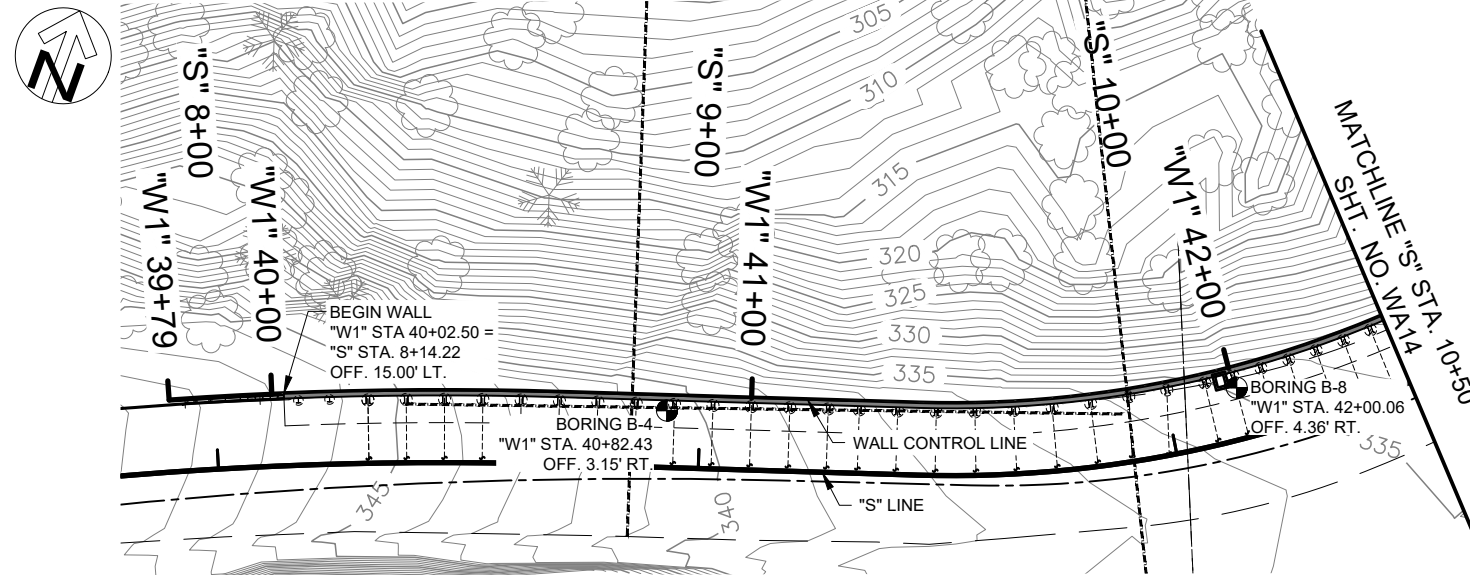 N
305
310
315
320
325
330
335
"S" 8+00
"S" 9+00
"S" 10+00
"W1" 39+79
"W1" 40+00
"W1" 41+00
"W1" 42+00
MATCHLINE "S" STA. 10+50
SHT. NO. WA14
BEGIN WALL
"W1" STA 40+02.50 =
"S" STA. 8+14.22
OFF. 15.00' LT.
BORING B-4
"W1" STA. 40+82.43
OFF. 3.15' RT.
WALL CONTROL LINE
BORING B-8
"W1" STA. 42+00.06
OFF. 4.36' RT.
335
345
340
"S" LINE